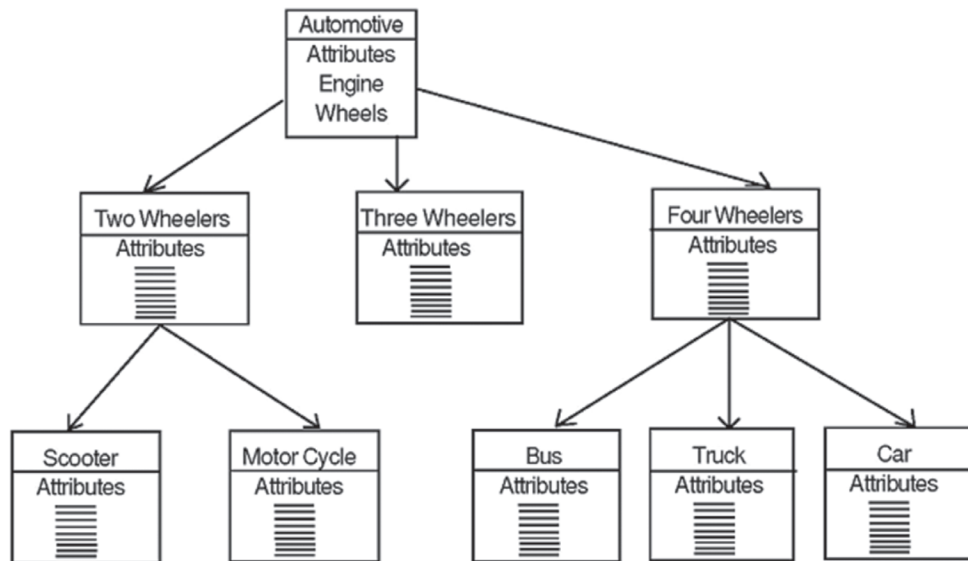 Automotive
Attributes
Engine
Wheels
Two Wheelers
Attributes
Three Wheelers
Attributes
Four Wheelers
Attributes
Scooter
Attributes
Motor Cycle
Attributes
Bus
Attributes
Truck
Attributes
Car
Attributes